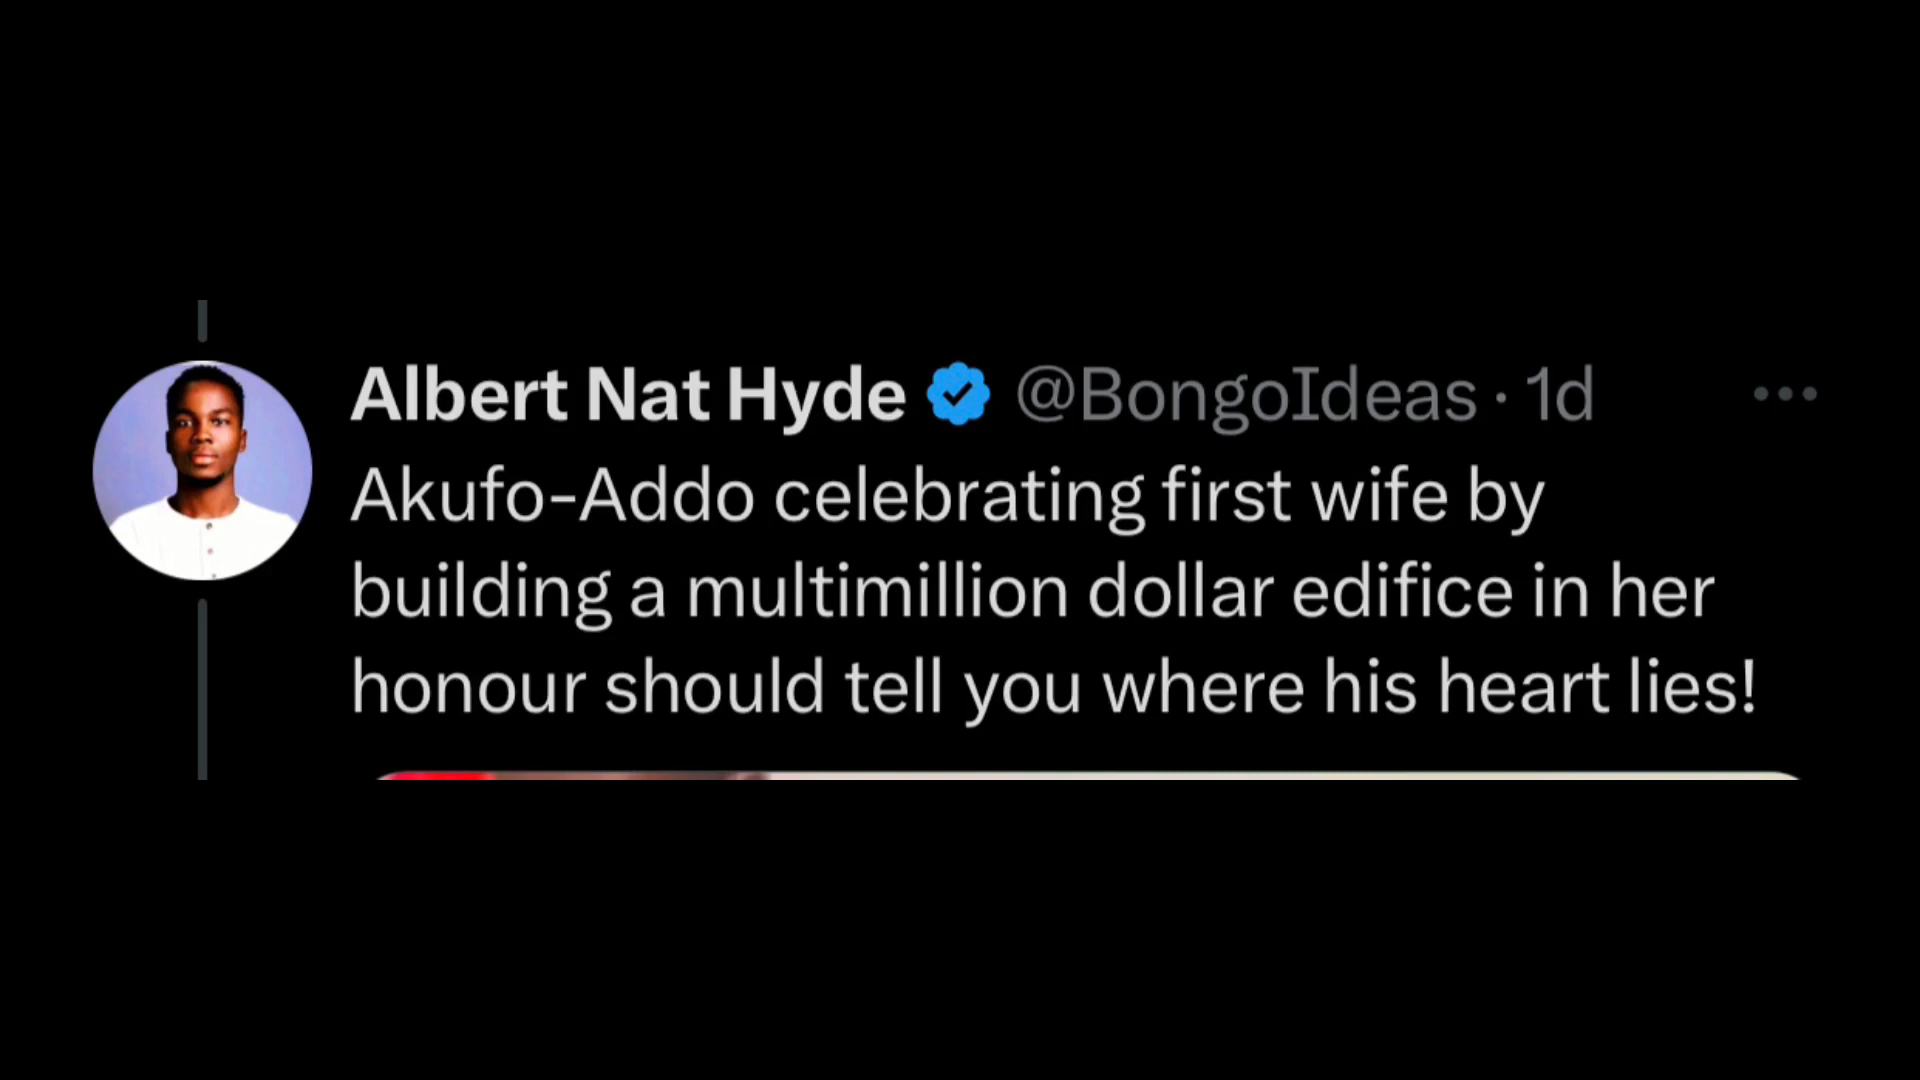 Albert Nat Hyde @BongoIdeas · 1d
Akufo-Addo celebrating first wife by
building a multimillion dollar edifice in her
honour should tell you where his heart lies!